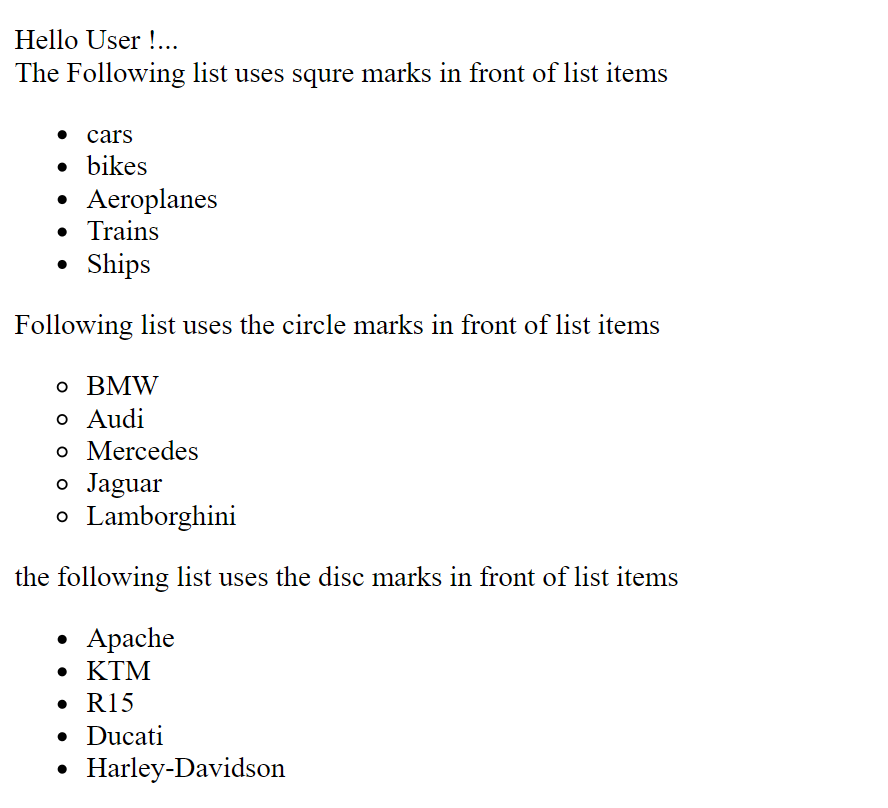 Hello User !...
The Following list uses squre marks in front of list items
• cars
• bikes
• Aeroplanes
• Trains
• Ships
Following list uses the circle marks in front of list items
◦ BMW
◦ Audi
◦ Mercedes
◦ Jaguar
◦ Lamborghini
the following list uses the disc marks in front of list items
• Apache
• KTM
• R15
• Ducati
• Harley-Davidson